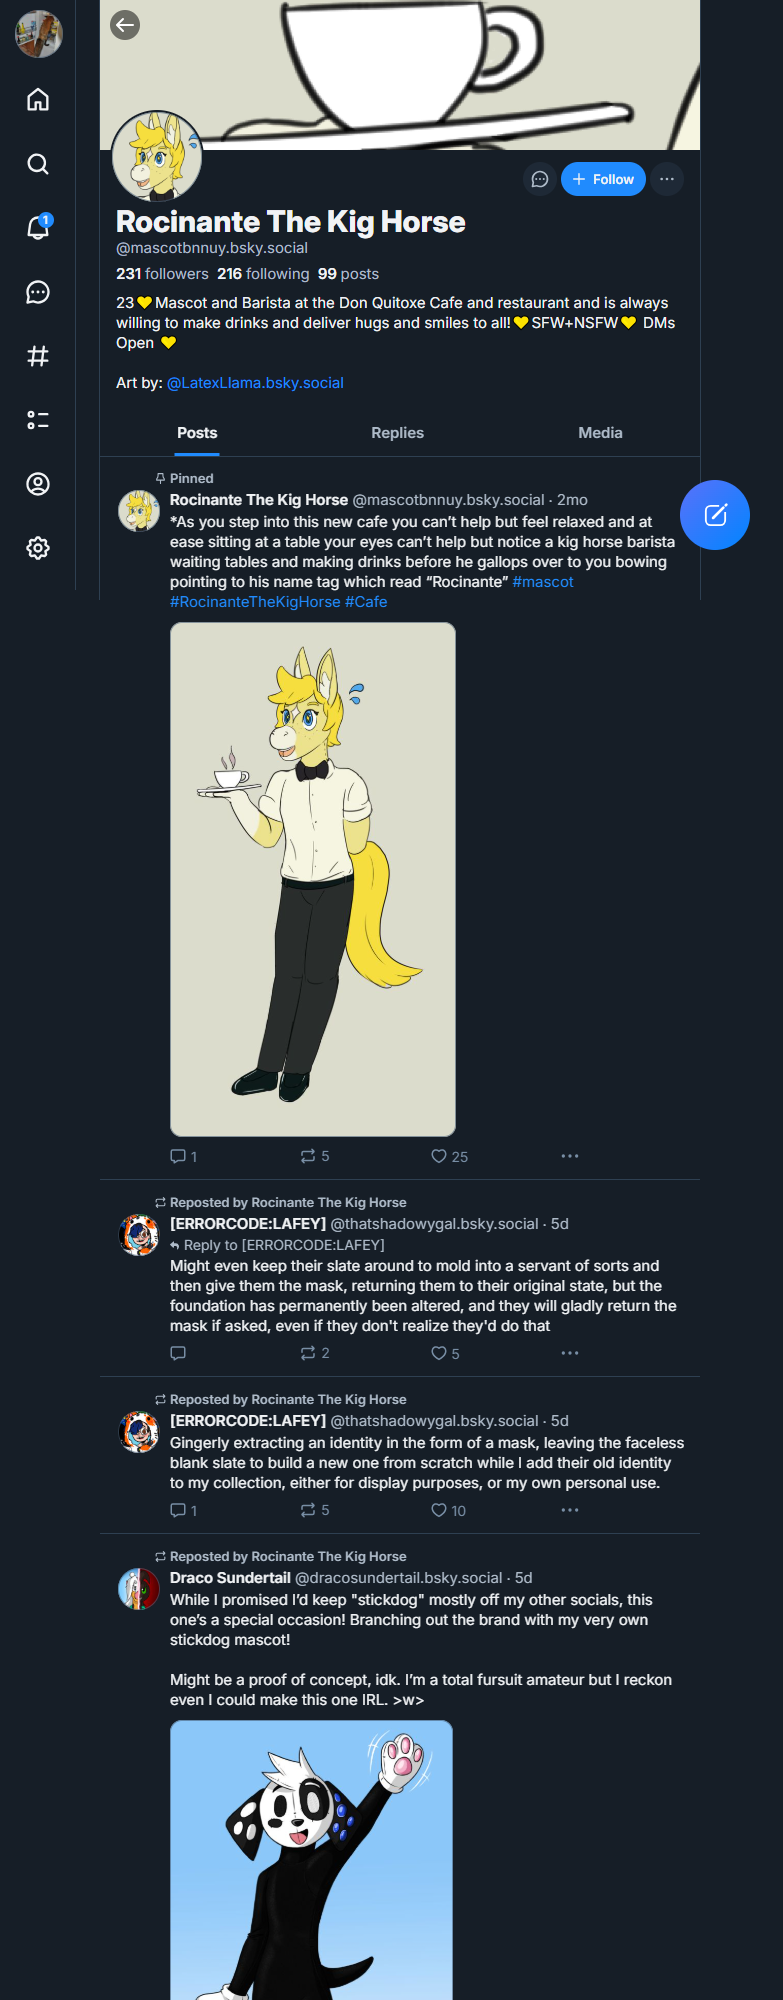 1
Follow
Rocinante The Kig Horse
@mascotbnnuy.bsky.social
231 followers 216 following 99 posts
23💛Mascot and Barista at the Don Quitoxe Cafe and restaurant and is always
willing to make drinks and deliver hugs and smiles to all!💛SFW+NSFW💛 DMs
Open 💛
Art by: @LatexLlama.bsky.social
Posts Replies Media
Pinned
Rocinante The Kig Horse @mascotbnnuy.bsky.social · 2mo
*As you step into this new cafe you can’t help but feel relaxed and at
ease sitting at a table your eyes can’t help but notice a kig horse barista
waiting tables and making drinks before he gallops over to you bowing
pointing to his name tag which read “Rocinante” #mascot
#RocinanteTheKigHorse #Cafe
1 5 25
Reposted by Rocinante The Kig Horse
[ERRORCODE:LAFEY] @thatshadowygal.bsky.social · 5d
Reply to [ERRORCODE:LAFEY]
Might even keep their slate around to mold into a servant of sorts and
then give them the mask, returning them to their original state, but the
foundation has permanently been altered, and they will gladly return the
mask if asked, even if they don't realize they'd do that
2 5
Reposted by Rocinante The Kig Horse
[ERRORCODE:LAFEY] @thatshadowygal.bsky.social · 5d
Gingerly extracting an identity in the form of a mask, leaving the faceless
blank slate to build a new one from scratch while I add their old identity
to my collection, either for display purposes, or my own personal use.
1 5 10
Reposted by Rocinante The Kig Horse
Draco Sundertail @dracosundertail.bsky.social · 5d
While I promised I’d keep "stickdog" mostly off my other socials, this
one’s a special occasion! Branching out the brand with my very own
stickdog mascot!
Might be a proof of concept, idk. I’m a total fursuit amateur but I reckon
even I could make this one IRL. >w>